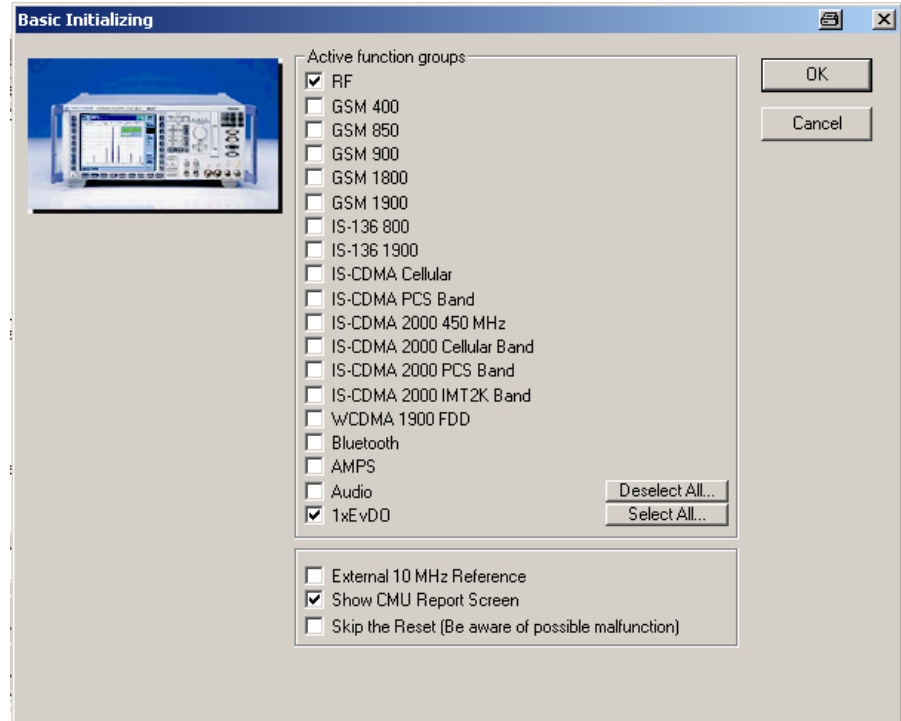 Basic Initializing
Active function groups
RF
GSM 400
GSM 850
GSM 900
GSM 1800
GSM 1900
IS-136 800
IS-136 1900
IS-CDMA Cellular
IS-CDMA PCS Band
IS-CDMA 2000 450 MHz
IS-CDMA 2000 Cellular Band
IS-CDMA 2000 PCS Band
IS-CDMA 2000 IMT2K Band
WCDMA 1900 FDD
Bluetooth
AMPS
Audio
1xEvDO
Deselect All...
Select All...
External 10 MHz Reference
Show CMU Report Screen
Skip the Reset (Be aware of possible malfunction)
OK
Cancel